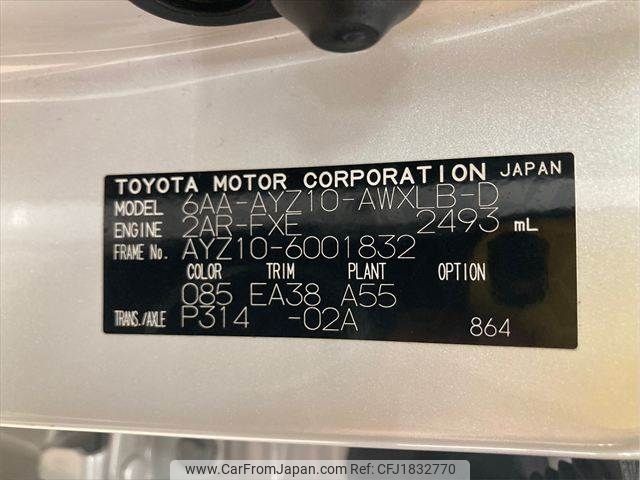 TOYOTA MOTOR CORPORATION JAPAN
MODEL 6AA-AYZ10-AWXLB-D
ENGINE 2AR-FXE 2493 mL
FRAME No. AYZ10-6001832
COLOR TRIM PLANT OPTION
085 EA38 A55
TRANS./AXLE P314 -02A 864
www.CarFromJapan.com Ref:CFJ1832770